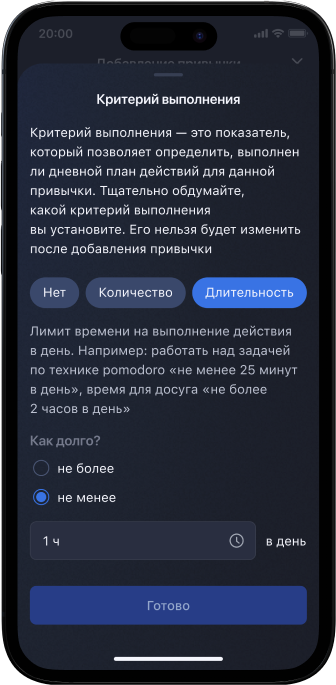 20:00
Добавление привычки
Критерий выполнения
Критерий выполнения — это показатель,
который позволяет определить, выполнен
ли дневной план действий для данной
привычки. Тщательно обдумайте,
какой критерий выполнения
вы установите. Его нельзя будет изменить
после добавления привычки
Нет Количество Длительность
Лимит времени на выполнение действия
в день. Например: работать над задачей
по технике pomodoro «не менее 25 минут
в день», время для досуга «не более
2 часов в день»
Как долго?
не более
не менее
1 ч в день
Готово